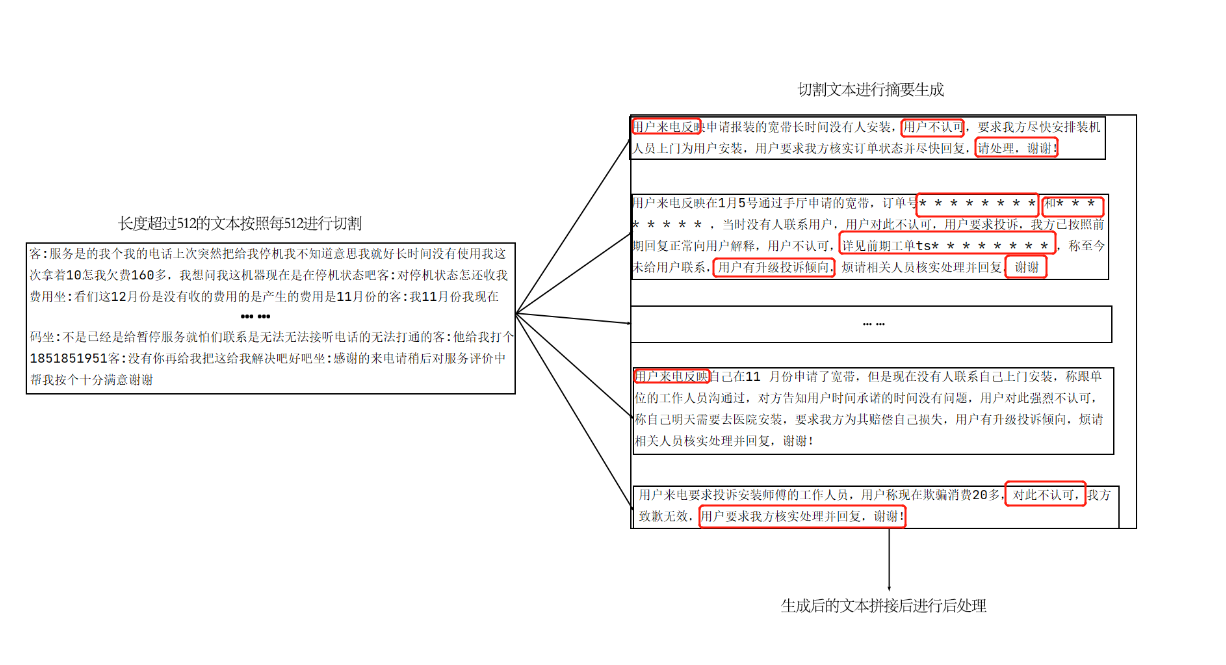 切割文本进行摘要生成
用户来电反映申请报装的宽带长时间没有人安装，用户不认可，要求我方尽快安排装机
人员上门为用户安装，用户要求我方核实订单状态并尽快回复，请处理，谢谢！
用户来电反映在1月5号通过手厅申请的宽带，订单号********和***
*****，当时没有人联系用户，用户对此不认可，用户要求投诉，我方已按照前
期回复正常向用户解释，用户不认可，详见前期工单ts********，称至今
未给用户联系，用户有升级投诉倾向，烦请相关人员核实处理并回复，谢谢
……
用户来电反映自己在11 月份申请了宽带，但是现在没有人联系自己上门安装，称跟单
位的工作人员沟通过，对方告知用户时间承诺的时间没有问题，用户对此强烈不认可，
称自己明天需要去医院安装，要求我方为其赔偿自己损失，用户有升级投诉倾向，烦请
相关人员核实处理并回复，谢谢！
用户来电要求投诉安装师傅的工作人员，用户称现在欺骗消费20多，对此不认可，我方
致歉无效，用户要求我方核实处理并回复，谢谢！
长度超过512的文本按照每512进行切割
客:服务是的我个我的电话上次突然把给我停机我不知道意思我就好长时间没有使用我这
次拿着10怎我欠费160多，我想问我这机器现在是在停机状态吧客:对停机状态怎还收我
费用坐:看们这12月份是没有收的费用的是产生的费用是11月份的客:我11月份我现在
……
码坐:不是已经是给暂停服务就怕们联系是无法无法接听电话的无法打通的客:他给我打个
1851851951客:没有你再给我把这给我解决吧好吧坐:感谢的来电请稍后对服务评价中
帮我按个十分满意谢谢
生成后的文本拼接后进行后处理